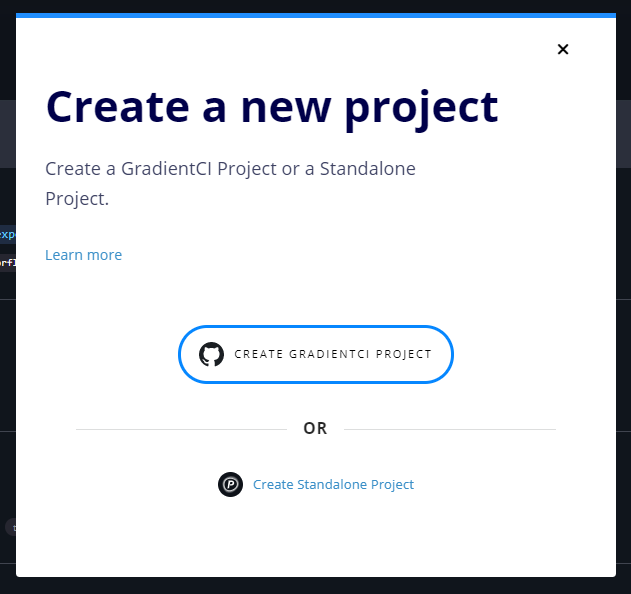 Create a new project
Create a GradientCI Project or a Standalone
Project.
Learn more
CREATE GRADIENTCI PROJECT
OR
P
Create Standalone Project